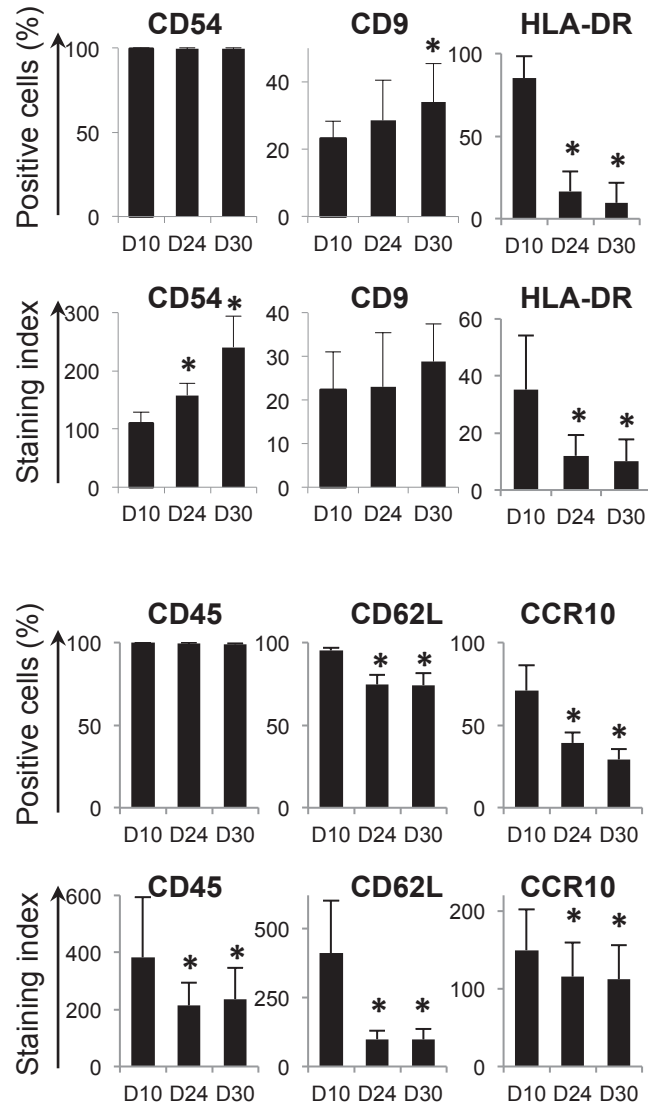 CD54 CD9 HLA-DR
Positive cells (%)
100 50 0
40 20 0
100 50 0
* * *
D10 D24 D30 D10 D24 D30 D10 D24 D30
CD54 CD9 HLA-DR
Staining index
300 200 100 0
40 30 20 10 0
60 40 20 0
* * * *
D10 D24 D30 D10 D24 D30 D10 D24 D30
CD45 CD62L CCR10
Positive cells (%)
100 50 0
100 50 0
100 50 0
* * * *
D10 D24 D30 D10 D24 D30 D10 D24 D30
CD45 CD62L CCR10
Staining index
600 400 200 0
500 250 0
200 100 0
* * * * * *
D10 D24 D30 D10 D24 D30 D10 D24 D30